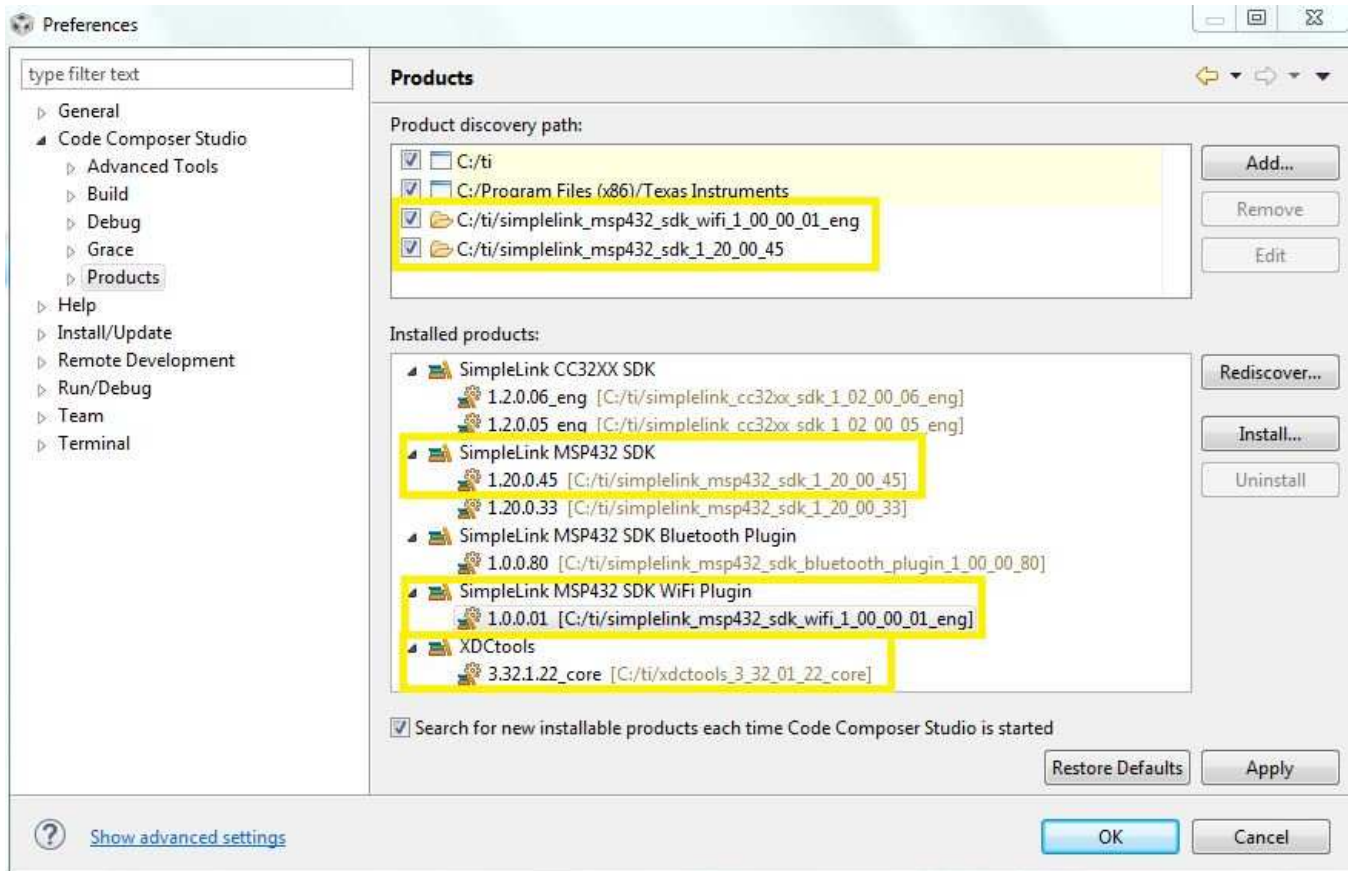 Preferences
type filter text
General
Code Composer Studio
Advanced Tools
Build
Debug
Grace
Products
Help
Install/Update
Remote Development
Run/Debug
Team
Terminal
Products
Product discovery path:
C:/ti
C:/Program Files (x86)/Texas Instruments
C:/ti/simplelink_msp432_sdk_wifi_1_00_00_01_eng
C:/ti/simplelink_msp432_sdk_1_20_00_45
Add...
Remove
Edit
Installed products:
SimpleLink CC32XX SDK
1.2.0.06_eng [C:/ti/simplelink_cc32xx_sdk_1_02_00_06_eng]
1.2.0.05_eng [C:/ti/simplelink_cc32xx_sdk_1_02_00_05_eng]
SimpleLink MSP432 SDK
1.20.0.45 [C:/ti/simplelink_msp432_sdk_1_20_00_45]
1.20.0.33 [C:/ti/simplelink_msp432_sdk_1_20_00_33]
SimpleLink MSP432 SDK Bluetooth Plugin
1.0.0.80 [C:/ti/simplelink_msp432_sdk_bluetooth_plugin_1_00_00_80]
SimpleLink MSP432 SDK WiFi Plugin
1.0.0.01 [C:/ti/simplelink_msp432_sdk_wifi_1_00_00_01_eng]
XDCtools
3.32.1.22_core [C:/ti/xdctools_3_32_01_22_core]
Rediscover...
Install...
Uninstall
Search for new installable products each time Code Composer Studio is started
Restore Defaults
Apply
Show advanced settings
OK
Cancel